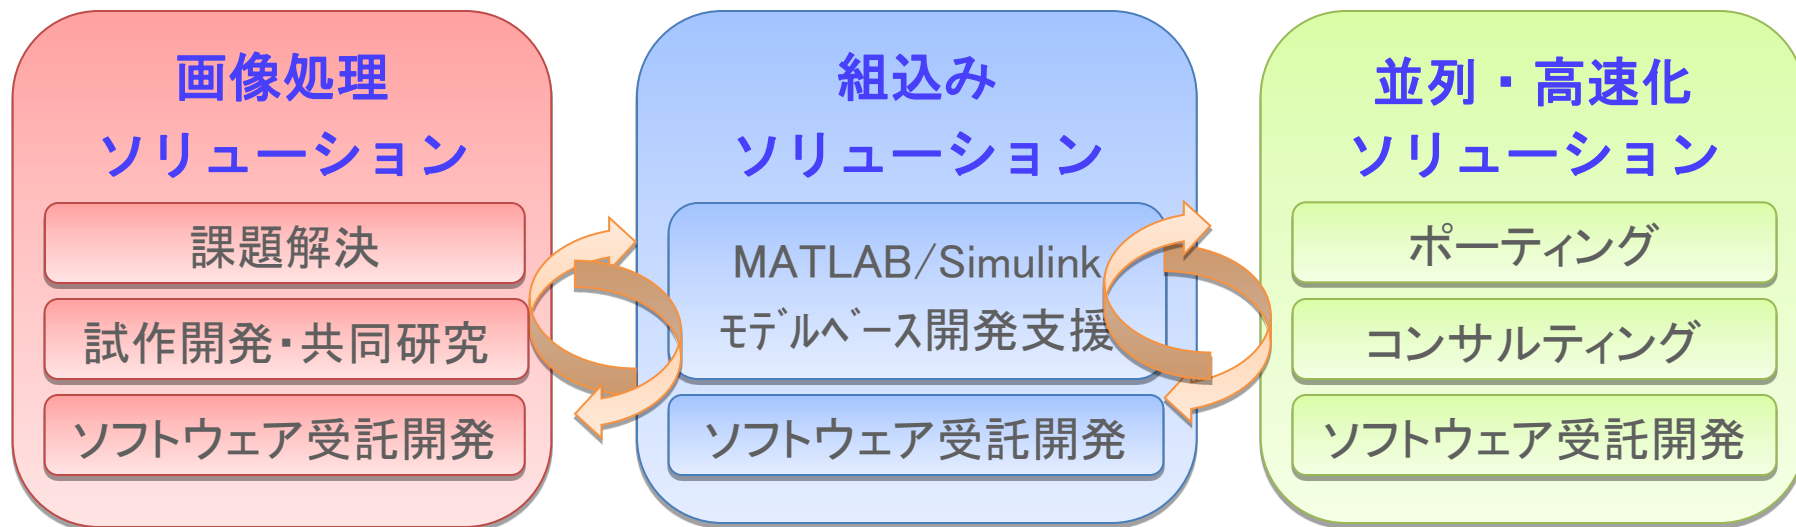 画像処理
ソリューション
課題解決
試作開発・共同研究
ソフトウェア受託開発
組込み
ソリューション
MATLAB/Simulink
ﾓﾃﾞﾙﾍﾞｰｽ開発支援
ソフトウェア受託開発
並列・高速化
ソリューション
ポーティング
コンサルティング
ソフトウェア受託開発